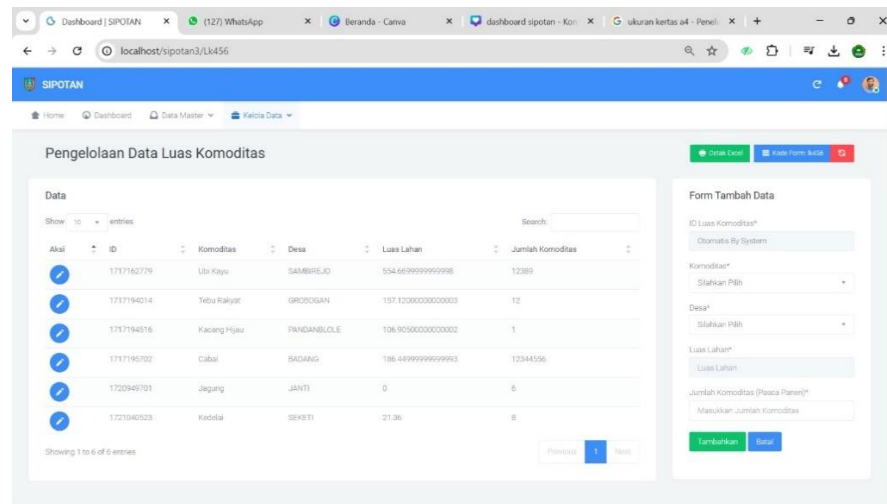 Dashboard | SIPOTAN
(127) WhatsApp
Beranda - Canva
dashboard sipotan - Kon
ukuran kertas a4 - Penel
localhost/sipotan3/Lk456
SIPOTAN
Home Dashboard Data Master Kelola Data
Pengelolaan Data Luas Komoditas
Cetak Excel Kade Form: lk456
Data
Show 10 entries
Search:
Aksi ID Komoditas Desa Luas Lahan Jumlah Komoditas
1717162779 Ubi Kayu SAMBIREJO 554.6699999999998 12389
1717194014 Tebu Rakyat GROBOGAN 157.12000000000003 12
1717194516 Kacang Hijau PANDANBLOLE 106.90500000000002 1
1717195702 Cabai BADANG 186.44999999999993 12344556
1720949701 Jagung JANTI 0 6
1721040523 Kedelai SEKETI 21.36 8
Showing 1 to 6 of 6 entries
Previous 1 Next
Form Tambah Data
ID Luas Komoditas*
Otomatis By System
Komoditas*
Silahkan Pilih
Desa*
Silahkan Pilih
Luas Lahan*
Luas Lahan
Jumlah Komoditas (Pasca Panen)*
Masukkan Jumlah Komoditas
Tambahkan Batal